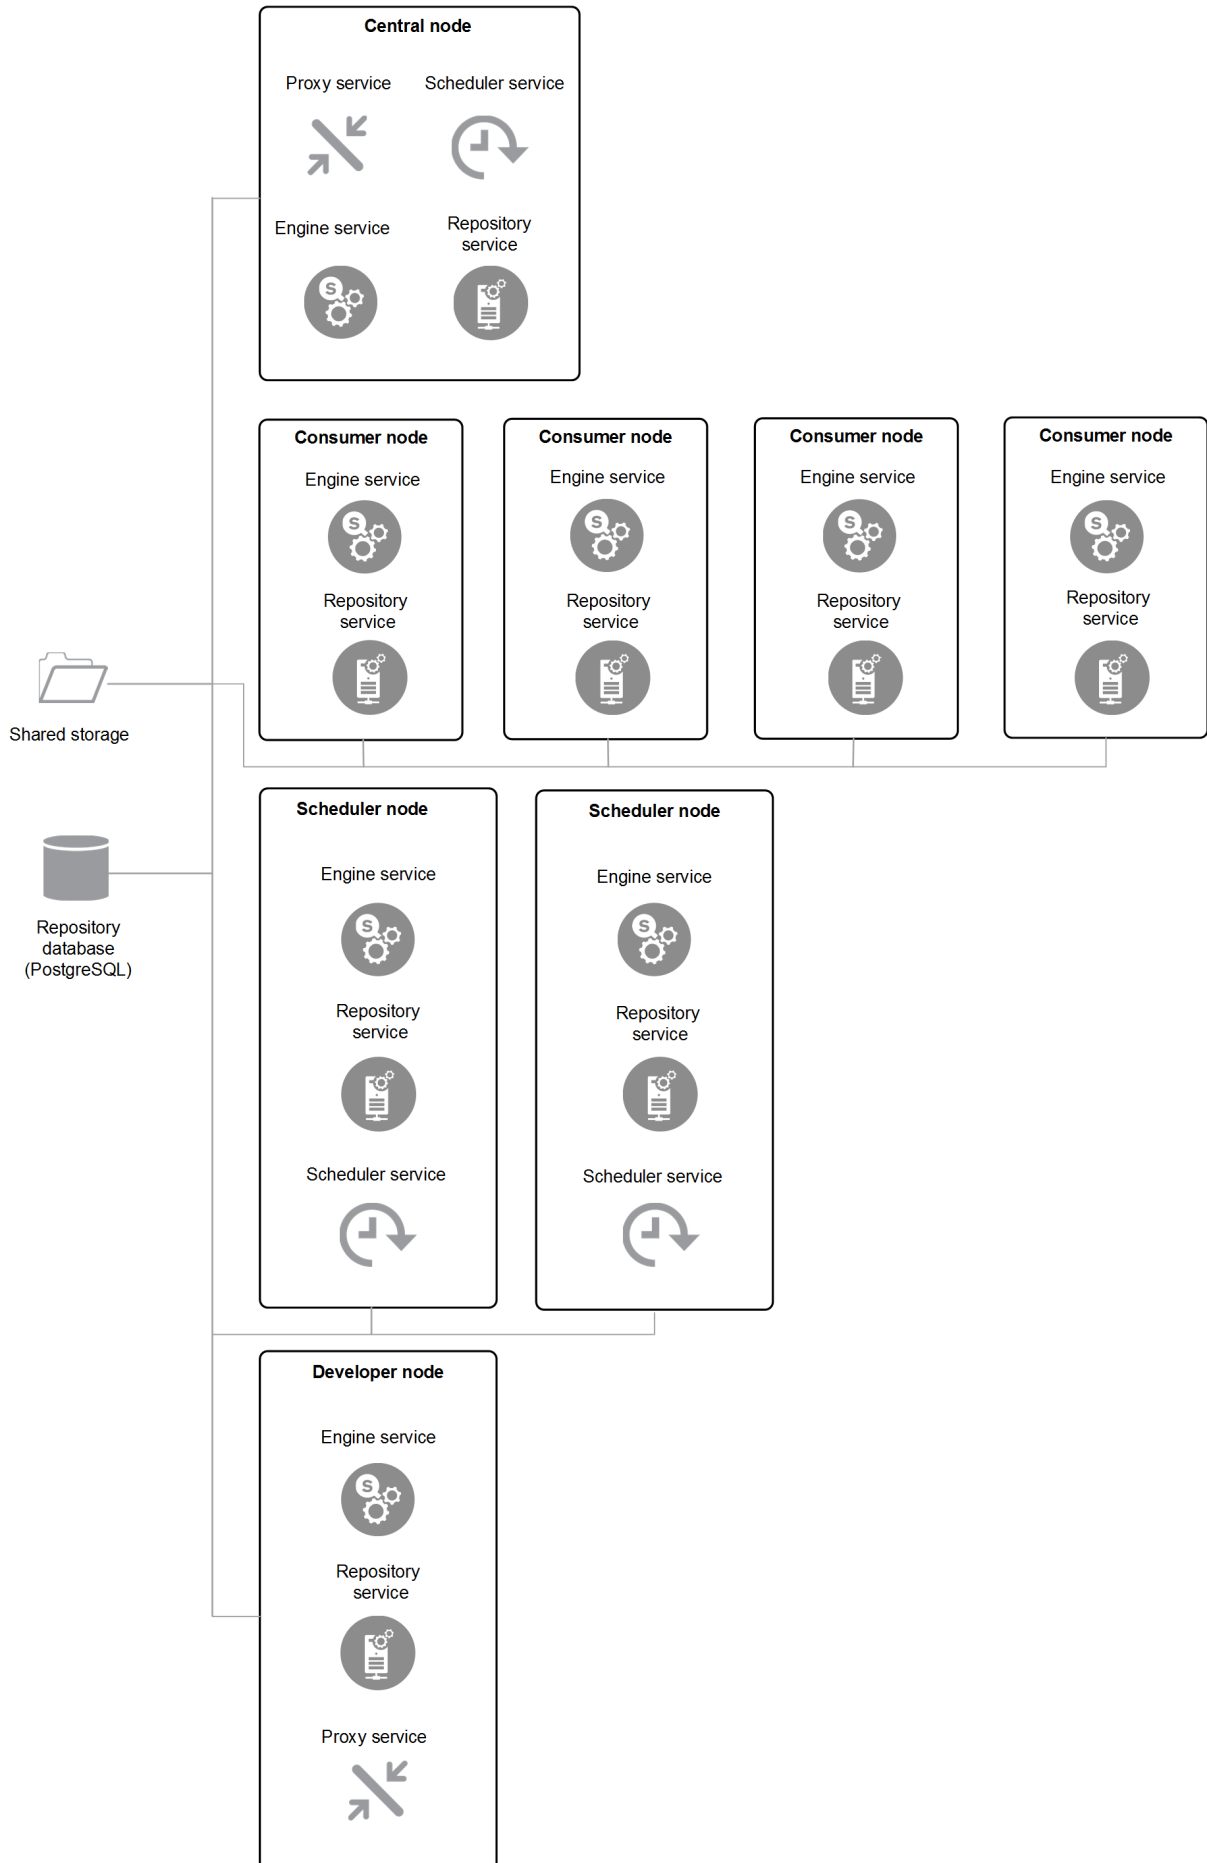 Central node
Proxy service
Scheduler service
Engine service
Repository
service
S
Consumer node
Engine service
S
Repository
service
Consumer node
Engine service
S
Repository
service
Consumer node
Engine service
S
Repository
service
Consumer node
Engine service
S
Repository
service
Shared storage
Repository
database
(PostgreSQL)
Scheduler node
Engine service
S
Repository
service
Scheduler service
Scheduler node
Engine service
S
Repository
service
Scheduler service
Developer node
Engine service
S
Repository
service
Proxy service